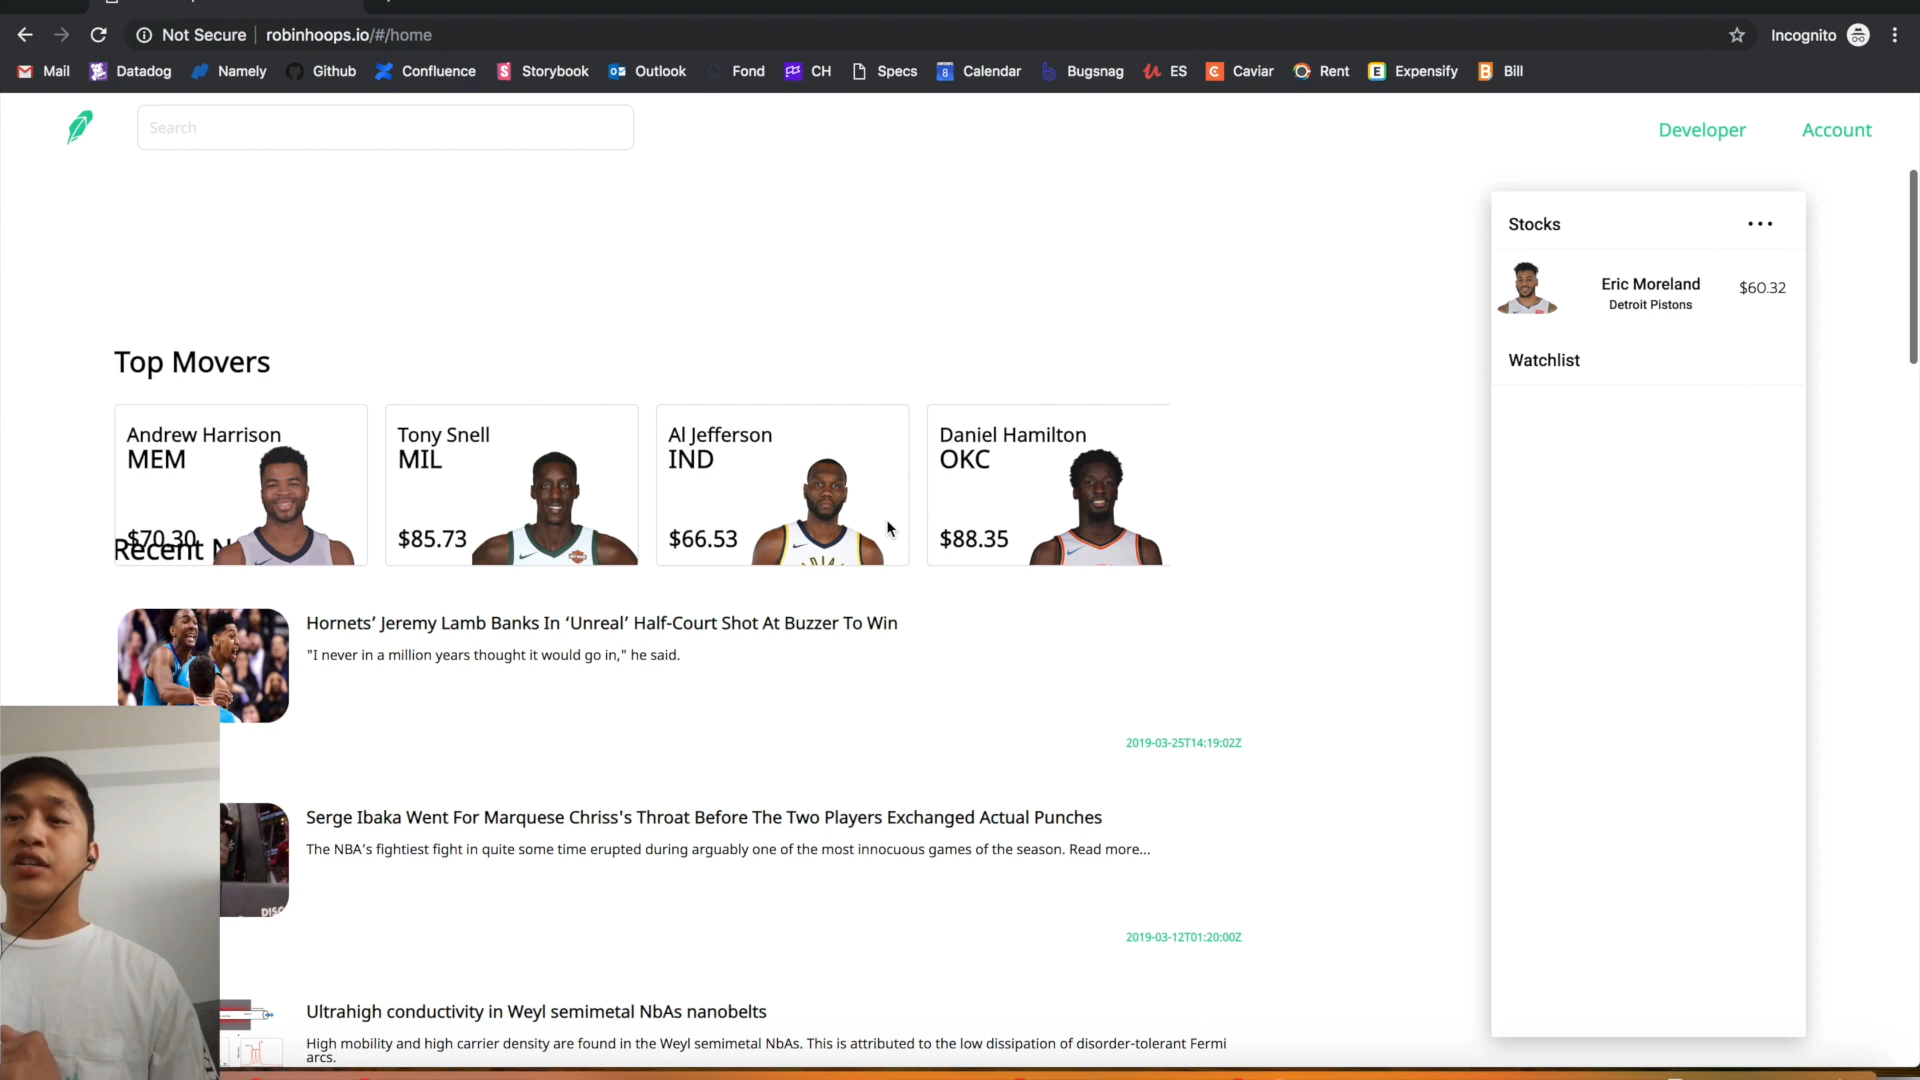 Not Secure robinhoops.io/#/home Incognito
Mail Datadog Namely Github Confluence Storybook Outlook Fond CH Specs Calendar Bugsnag ES Caviar Rent Expensify Bill
Search
Developer Account
Stocks
Eric Moreland
Detroit Pistons
$60.32
Watchlist
Top Movers
Andrew Harrison
MEM
$70.30
Tony Snell
MIL
$85.73
Al Jefferson
IND
$66.53
Daniel Hamilton
OKC
$88.35
Recent N
Hornets’ Jeremy Lamb Banks In ‘Unreal’ Half-Court Shot At Buzzer To Win
"I never in a million years thought it would go in," he said.
2019-03-25T14:19:02Z
Serge Ibaka Went For Marquese Chriss's Throat Before The Two Players Exchanged Actual Punches
The NBA’s fightiest fight in quite some time erupted during arguably one of the most innocuous games of the season. Read more...
2019-03-12T01:20:00Z
Ultrahigh conductivity in Weyl semimetal NbAs nanobelts
High mobility and high carrier density are found in the Weyl semimetal NbAs. This is attributed to the low dissipation of disorder-tolerant Fermi
arcs.